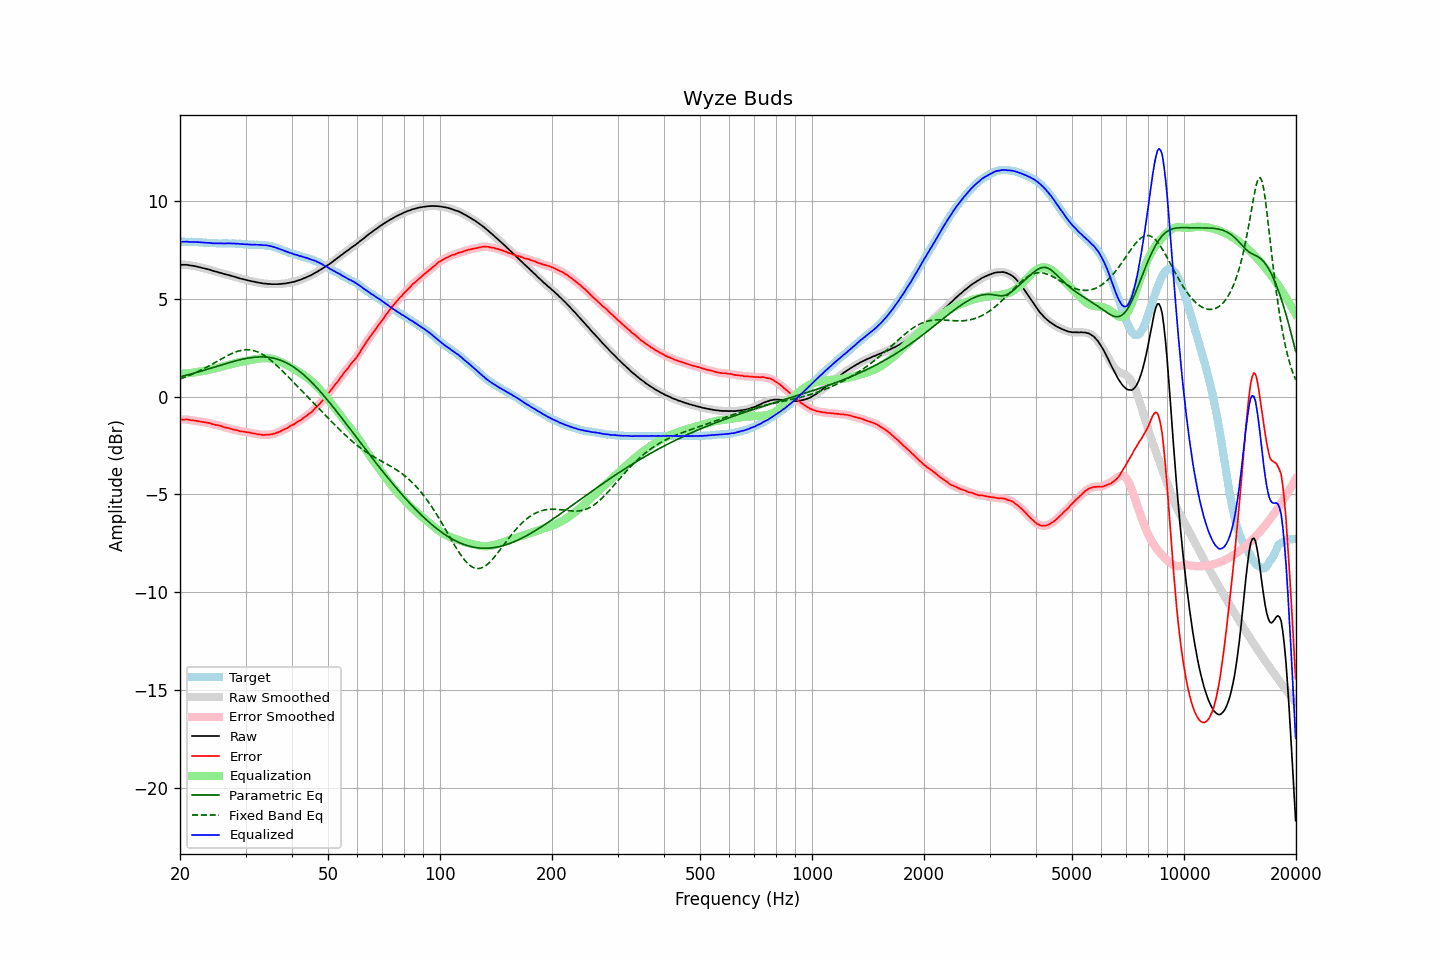 Wyze Buds
Amplitude (dBr)
10
5
0
−5
−10
−15
−20
Target
Raw Smoothed
Error Smoothed
Raw
Error
Equalization
Parametric Eq
Fixed Band Eq
Equalized
20 50 100 200 500 1000 2000 5000 10000 20000
Frequency (Hz)